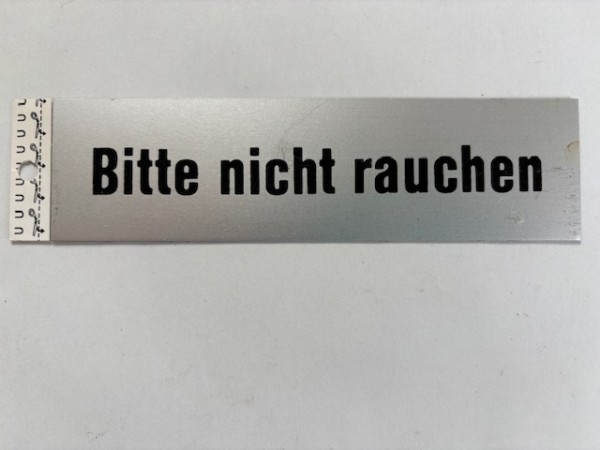 Bitte nicht rauchen